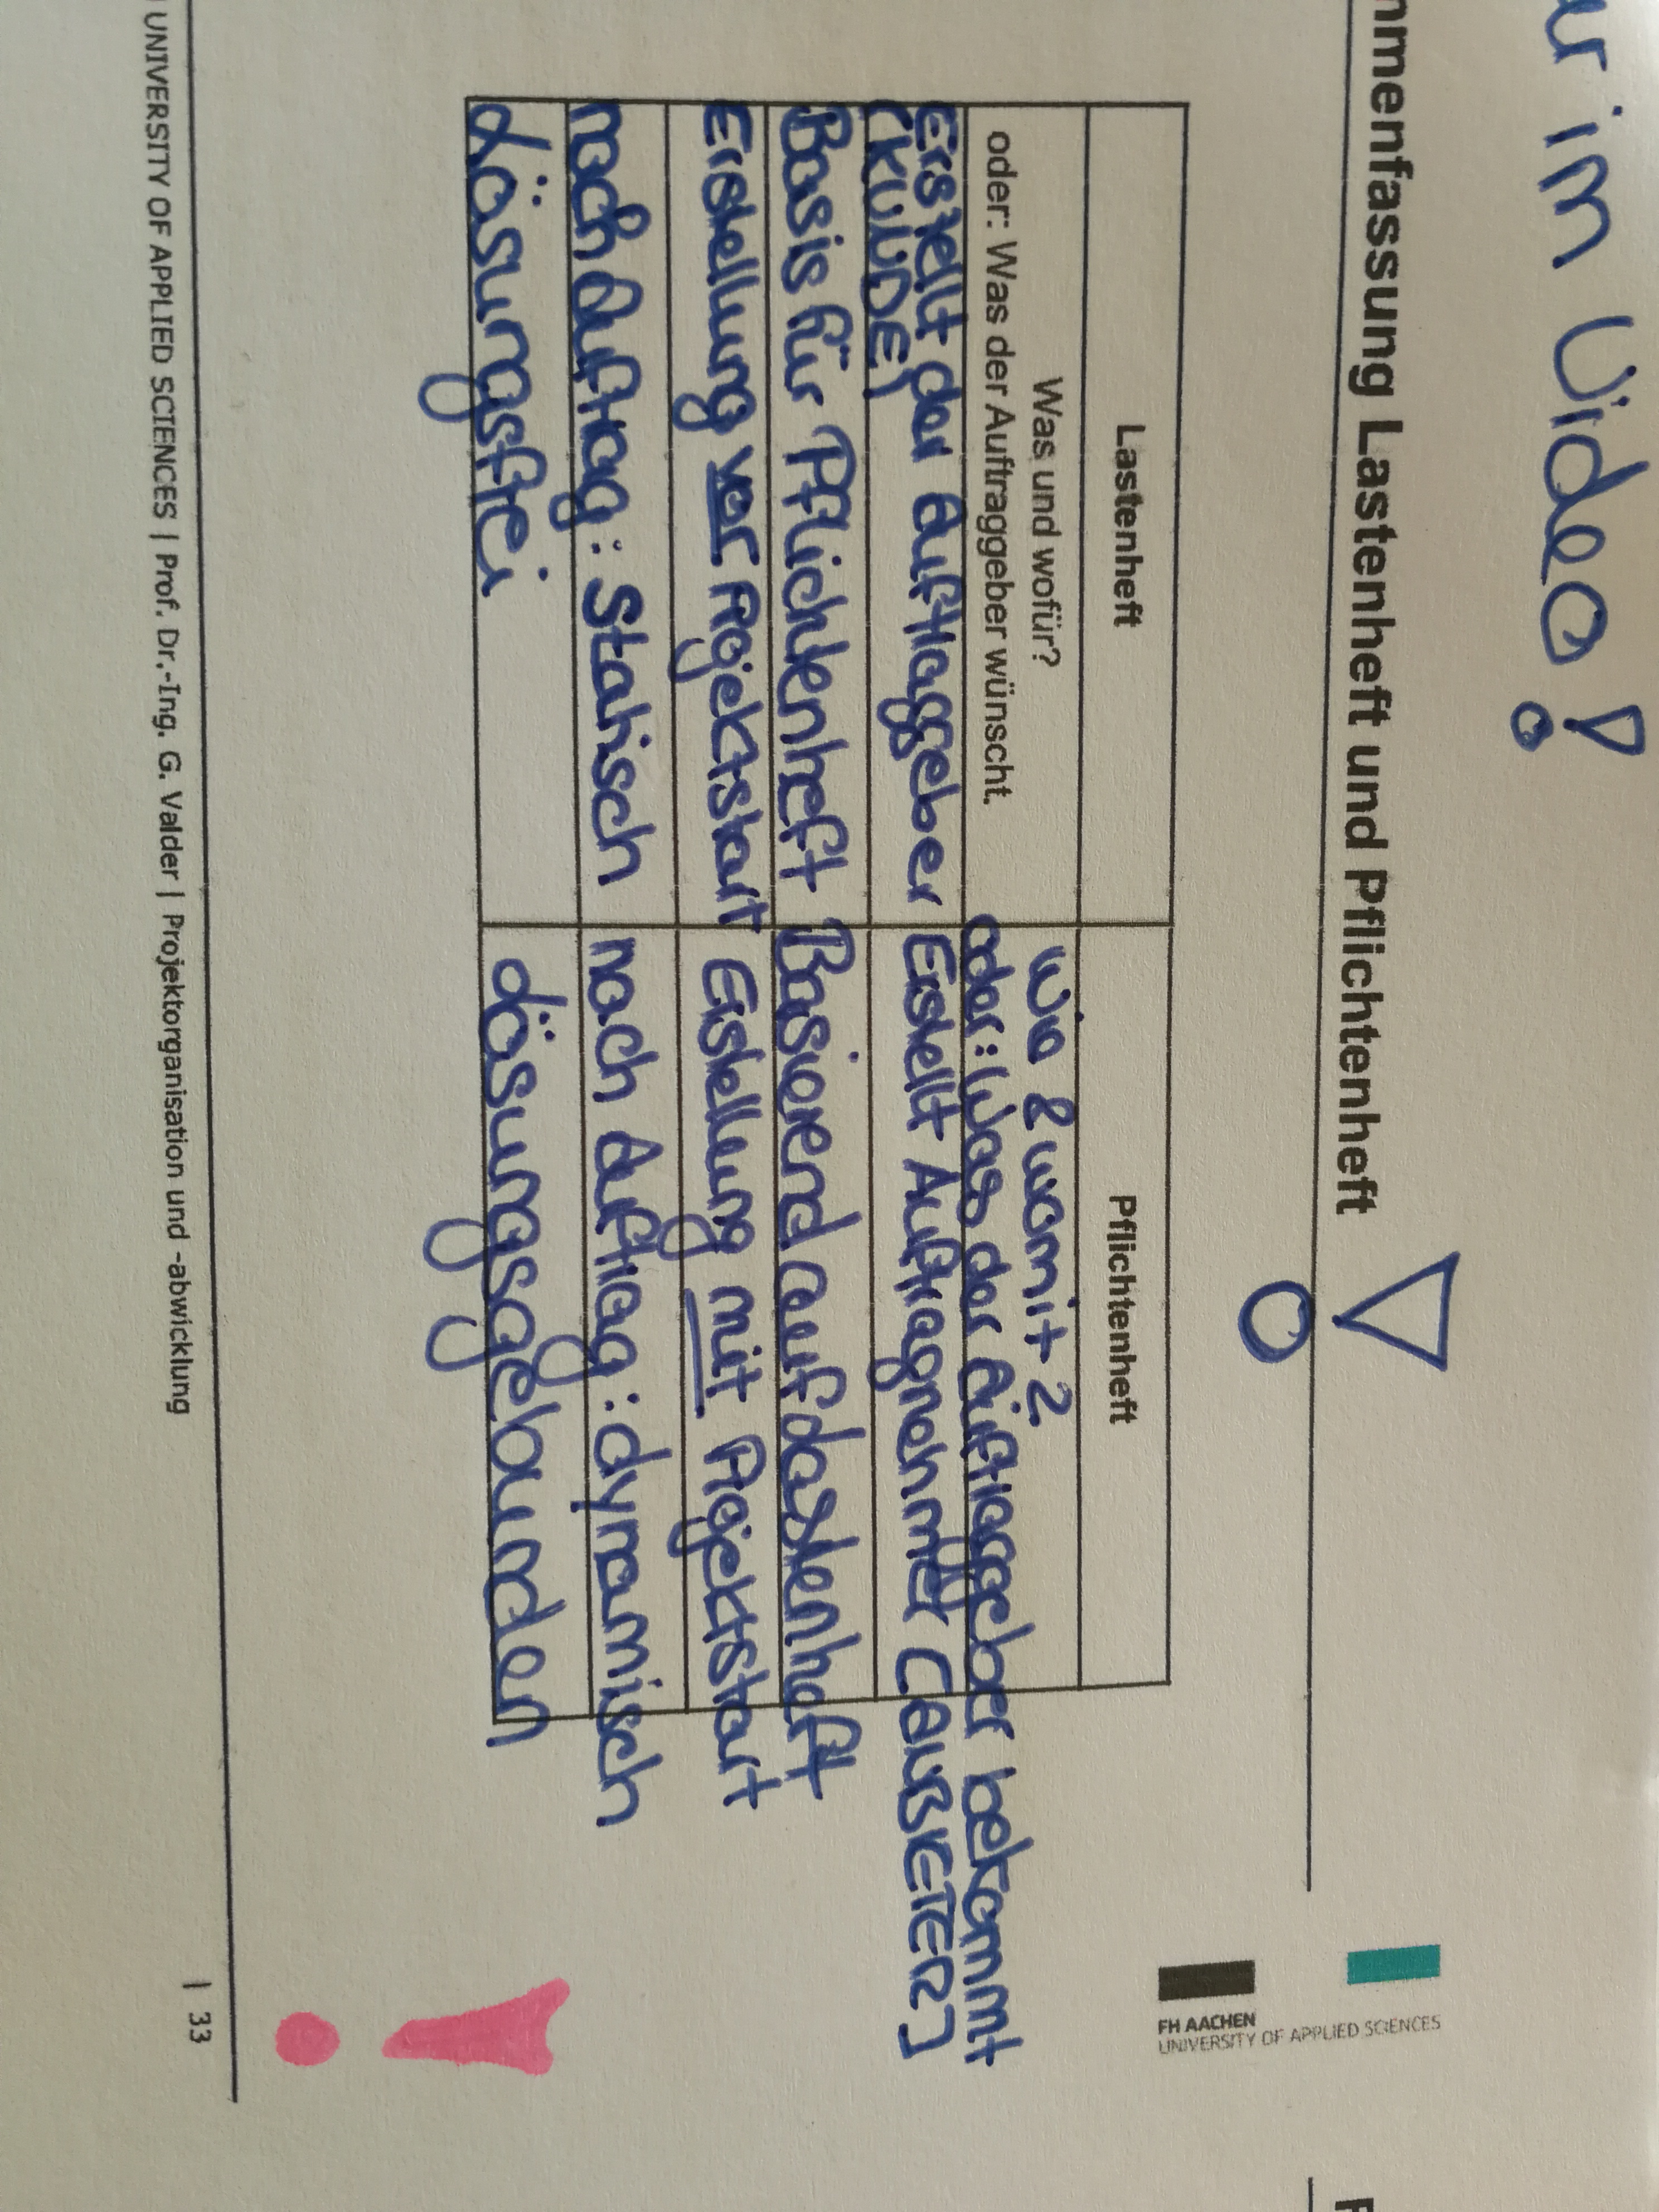 ur im Video!
nmenfassung Lastenheft und Pflichtenheft
FH AACHEN
UNIVERSITY OF APPLIED SCIENCES
Lastenheft
Pflichtenheft
Was und wofür?
oder: Was der Auftraggeber wünscht.
Wie & womit?
oder: Was der Auftraggeber bekommt
Erstellt der Auftraggeber
(KUNDE)
Erstellt Auftragnehmer (ANBIETER)
Basis für Pflichtenheft
Basierend auf Lastenheft
Erstellung vor Projektstart
Erstellung mit Projektstart
nach Auftrag: Statisch
nach Auftrag: dynamisch
Lösungsfrei
Lösungsgebunden
UNIVERSITY OF APPLIED SCIENCES | Prof. Dr.-Ing. G. Valder | Projektorganisation und -abwicklung
| 33